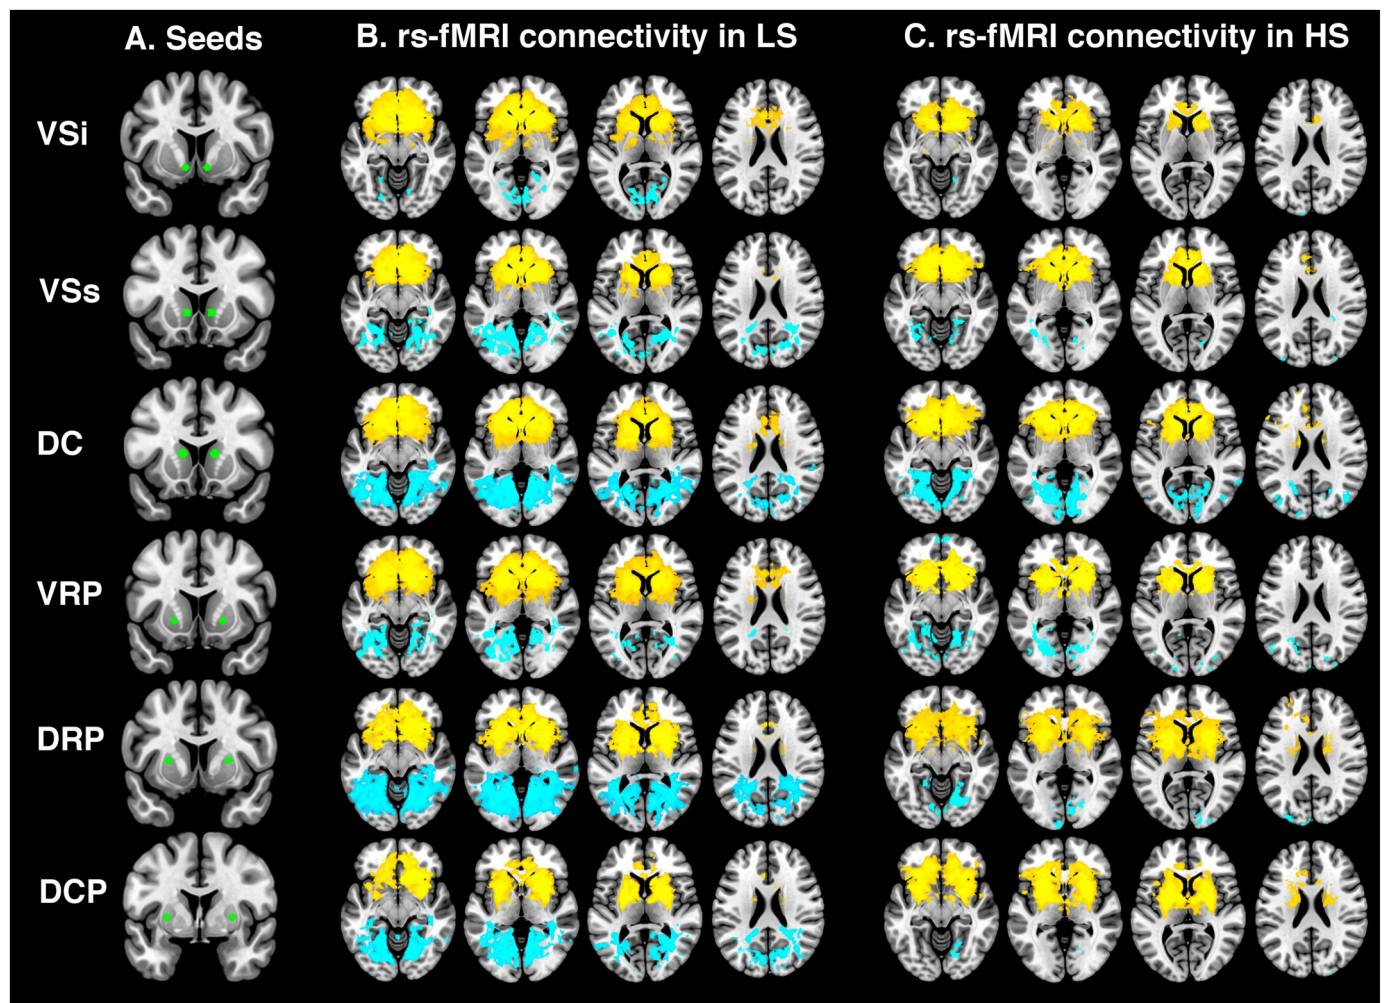 A. Seeds
B. rs-fMRI connectivity in LS
C. rs-fMRI connectivity in HS
VSi
VSs
DC
VRP
DRP
DCP